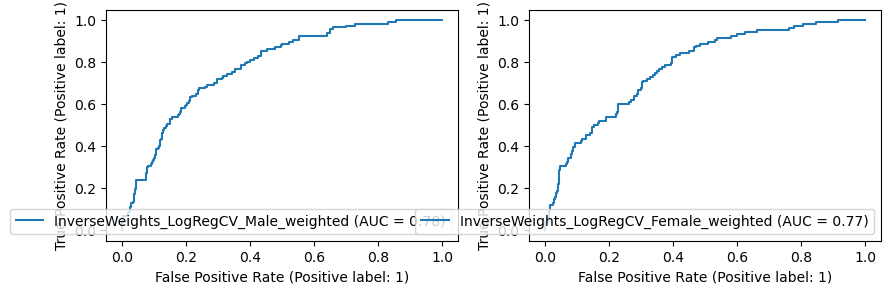 True Positive Rate (Positive label: 1)
1.0
0.8
0.6
0.4
0.2
0.0
InverseWeights_LogRegCV_Male_weighted (AUC = 0.78)
0.0 0.2 0.4 0.6 0.8 1.0
False Positive Rate (Positive label: 1)
True Positive Rate (Positive label: 1)
1.0
0.8
0.6
0.4
0.2
InverseWeights_LogRegCV_Female_weighted (AUC = 0.77)
0.0 0.2 0.4 0.6 0.8 1.0
False Positive Rate (Positive label: 1)